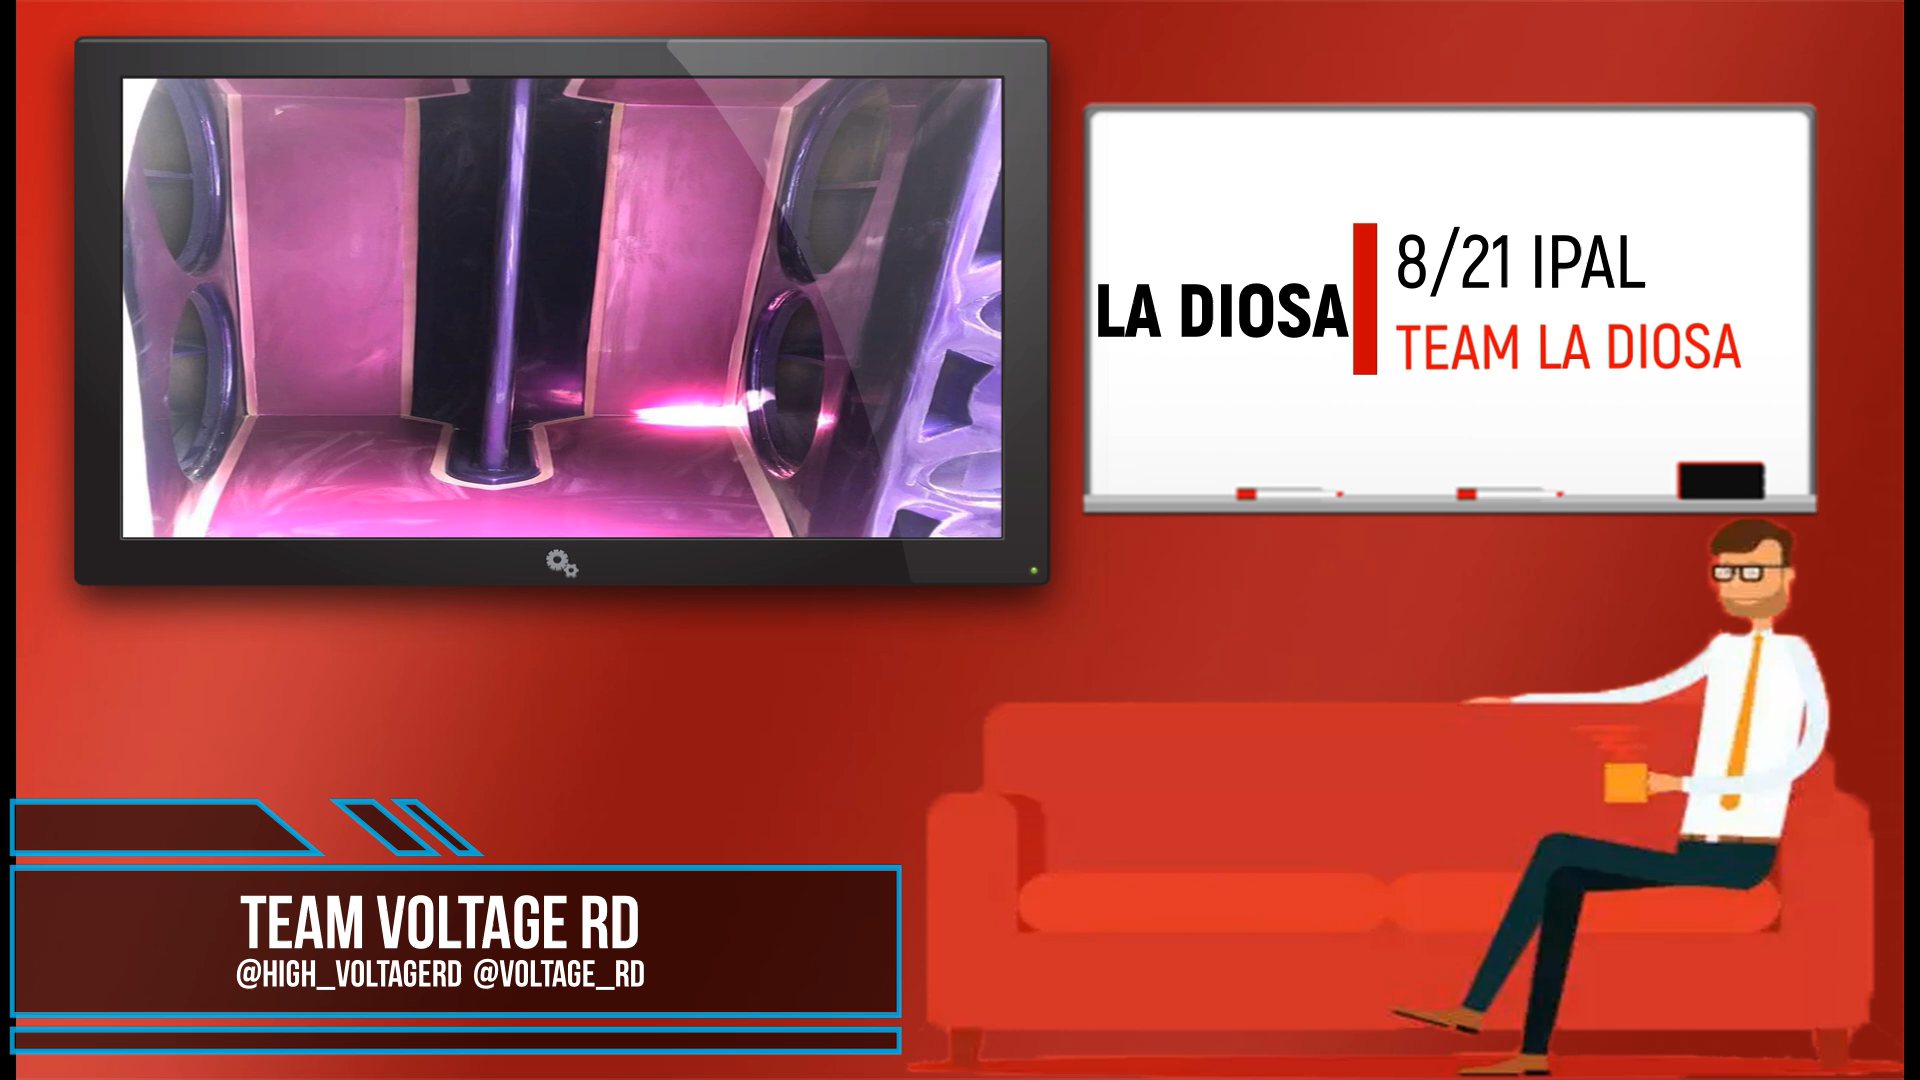 LA DIOSA
8/21 IPAL
TEAM LA DIOSA
TEAM VOLTAGE RD
@HIGH_VOLTAGERD @VOLTAGE_RD